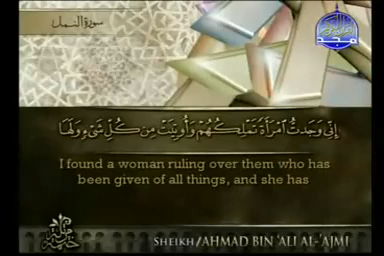 سورة النمل
إِنِّي وَجَدتُّ ٱمْرَأَةً تَمْلِكُهُمْ وَأُوتِيَتْ مِن كُلِّ شَىْءٍ وَلَهَا
I found a woman ruling over them who has
been given of all things, and she has
SHEIKH/AHMAD BIN 'ALI AL-'AJMI